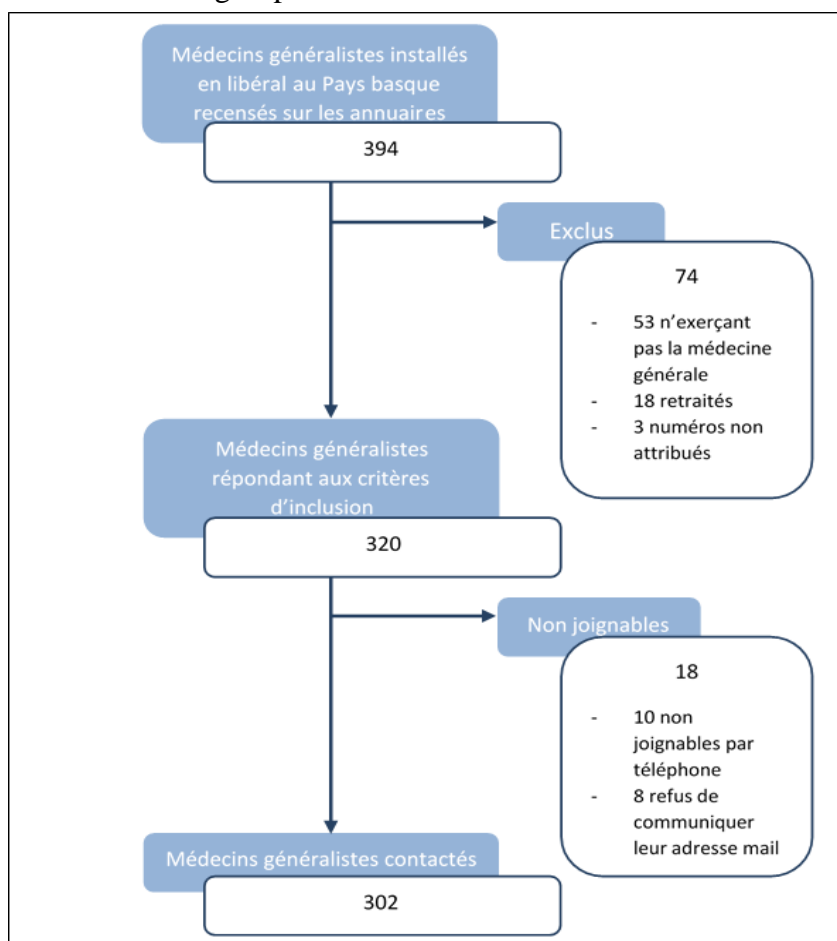 Médecins généralistes installés
en libéral au Pays basque
recensés sur les annuaires
394
Exclus
74
- 53 n'exerçant
pas la médecine
générale
- 18 retraités
- 3 numéros non
attribués
Médecins généralistes
répondant aux critères
d'inclusion
320
Non joignables
18
- 10 non
joignables par
téléphone
- 8 refus de
communiquer
leur adresse mail
Médecins généralistes contactés
302